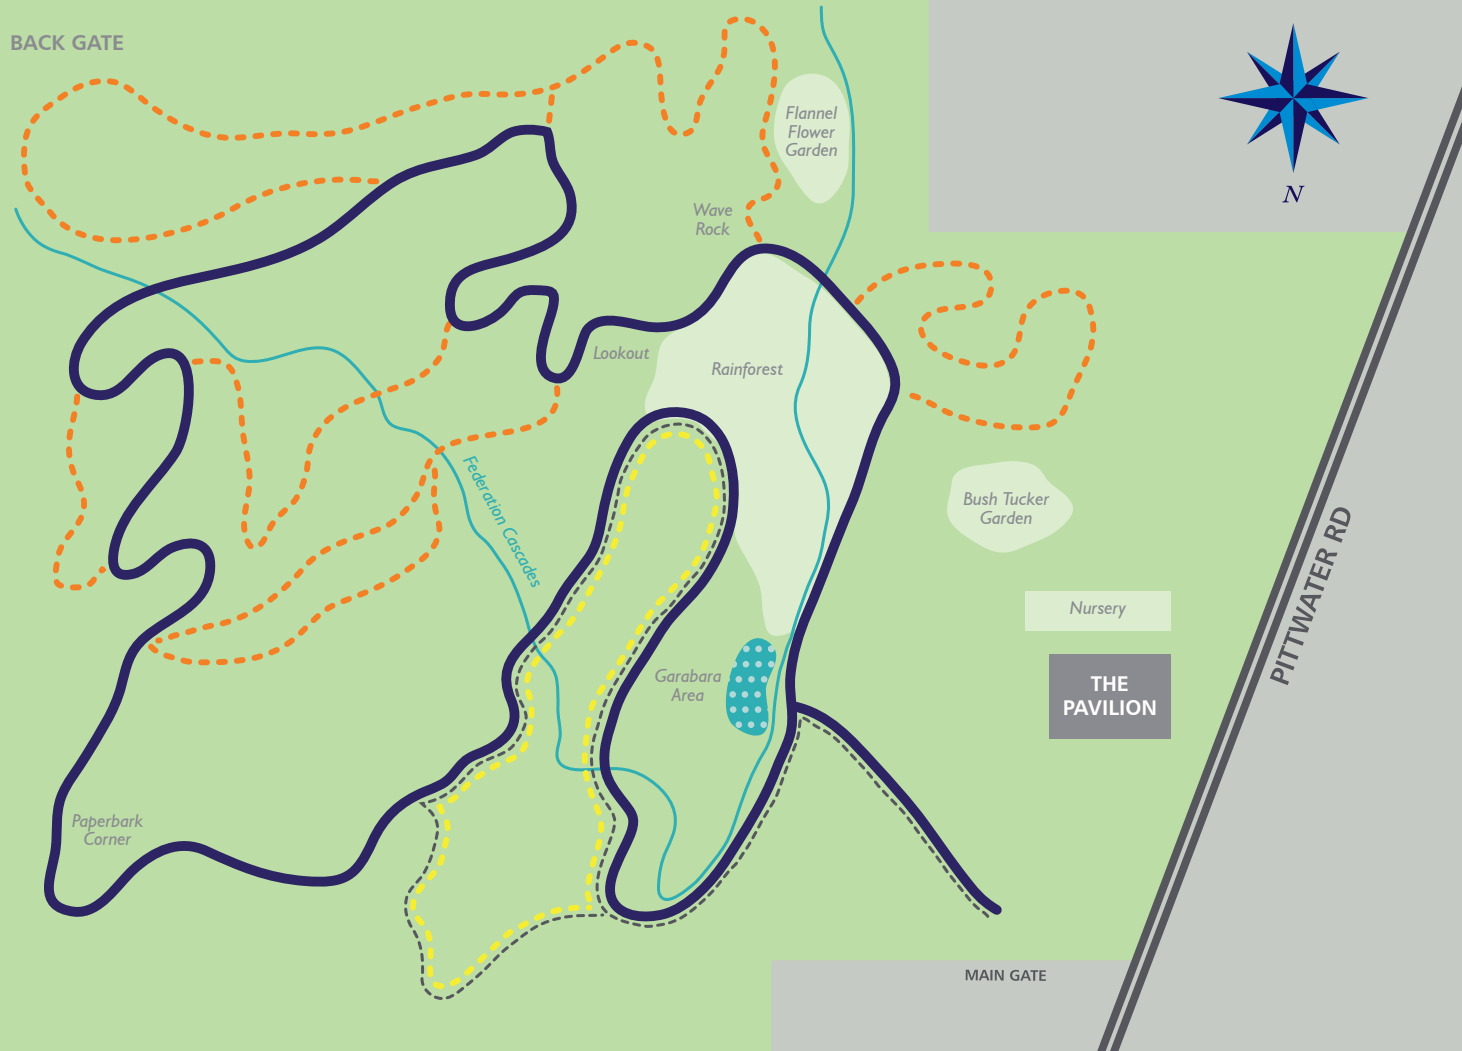 BACK GATE
Flannel
Flower
Garden
N
Wave
Rock
Lookout
Rainforest
Federation Cascades
Bush Tucker
Garden
PITTWATER RD
Nursery
Garabara
Area
THE
PAVILION
Paperbark
Corner
MAIN GATE